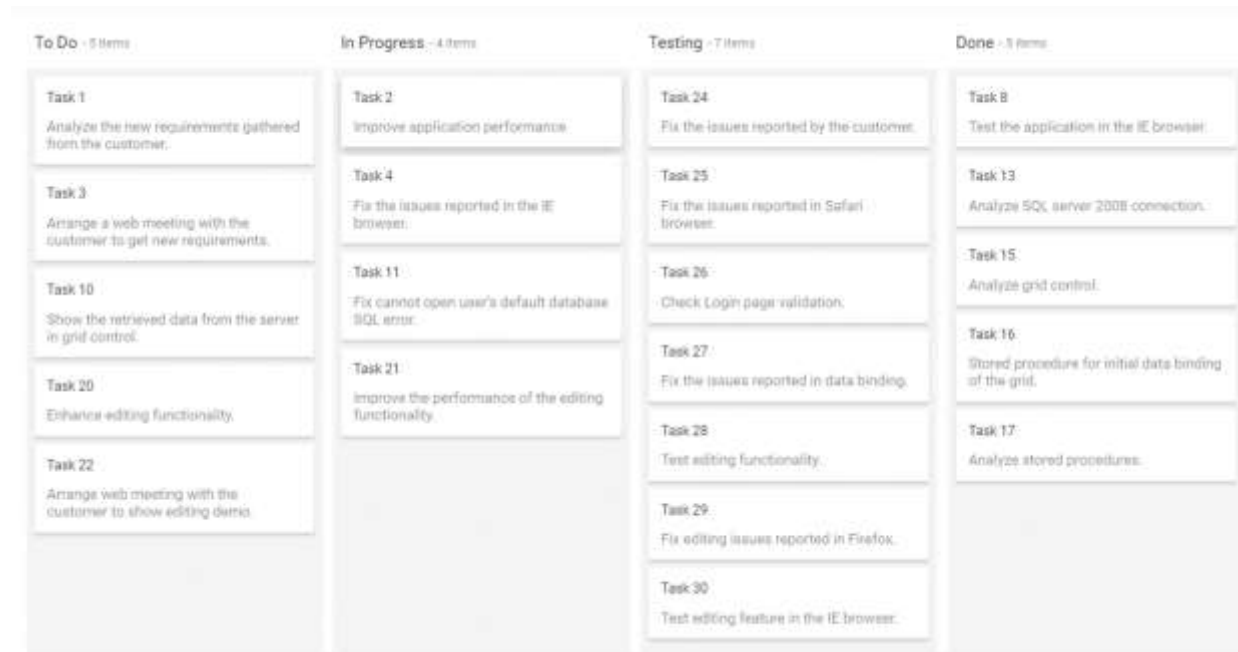 To Do - 5 items
Task 1
Analyze the new requirements gathered
from the customer.
Task 3
Arrange a web meeting with the
customer to get new requirements.
Task 10
Show the retrieved data from the server
in grid control.
Task 20
Enhance editing functionality.
Task 22
Arrange web meeting with the
customer to show editing demo.
In Progress - 4 items
Task 2
Improve application performance
Task 4
Fix the issues reported in the IE
browser.
Task 11
Fix cannot open user's default database
SQL error.
Task 21
Improve the performance of the editing
functionality.
Testing - 7 items
Task 24
Fix the issues reported by the customer.
Task 25
Fix the issues reported in Safari
browser.
Task 26
Check Login page validation.
Task 27
Fix the issues reported in data binding.
Task 28
Test editing functionality.
Task 29
Fix editing issues reported in Firefox.
Task 30
Test editing feature in the IE browser.
Done - 5 items
Task 8
Test the application in the IE browser.
Task 13
Analyze SQL server 2008 connection.
Task 15
Analyze grid control.
Task 16
Stored procedure for initial data binding
of the grid.
Task 17
Analyze stored procedures.